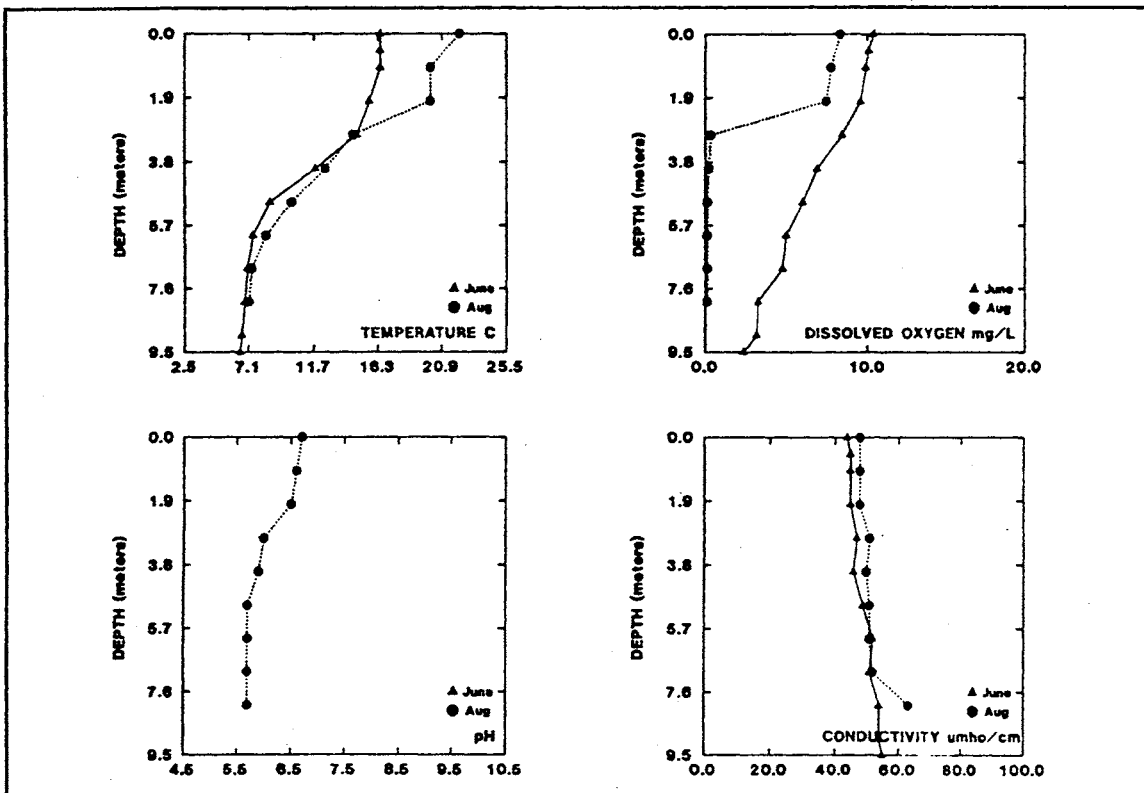 0.0
1.9
3.8
5.7
7.6
9.5
DEPTH (meters)
2.5 7.1 11.7 16.3 20.9 25.5
June
Aug
TEMPERATURE C
0.0
1.9
3.8
5.7
7.6
9.5
DEPTH (meters)
0.0 10.0 20.0
June
Aug
DISSOLVED OXYGEN mg/L
0.0
1.9
3.8
5.7
7.6
9.5
DEPTH (meters)
4.5 5.5 6.5 7.5 8.5 9.5 10.5
June
Aug
pH
0.0
1.9
3.8
5.7
7.6
9.5
DEPTH (meters)
0.0 20.0 40.0 60.0 80.0 100.0
June
Aug
CONDUCTIVITY umho/cm